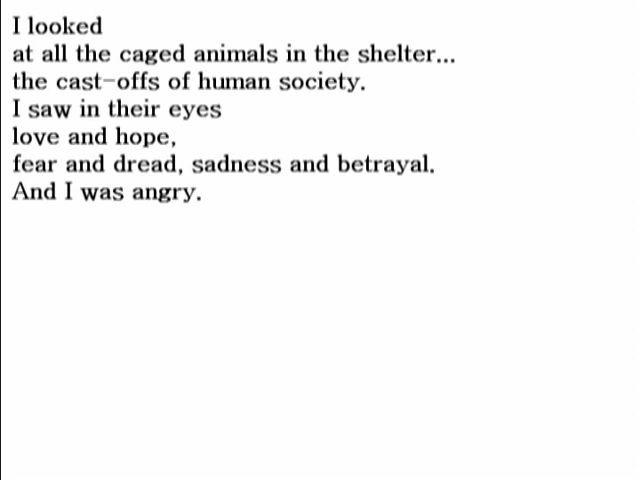 I looked
at all the caged animals in the shelter...
the cast-offs of human society.
I saw in their eyes
love and hope,
fear and dread, sadness and betrayal.
And I was angry.